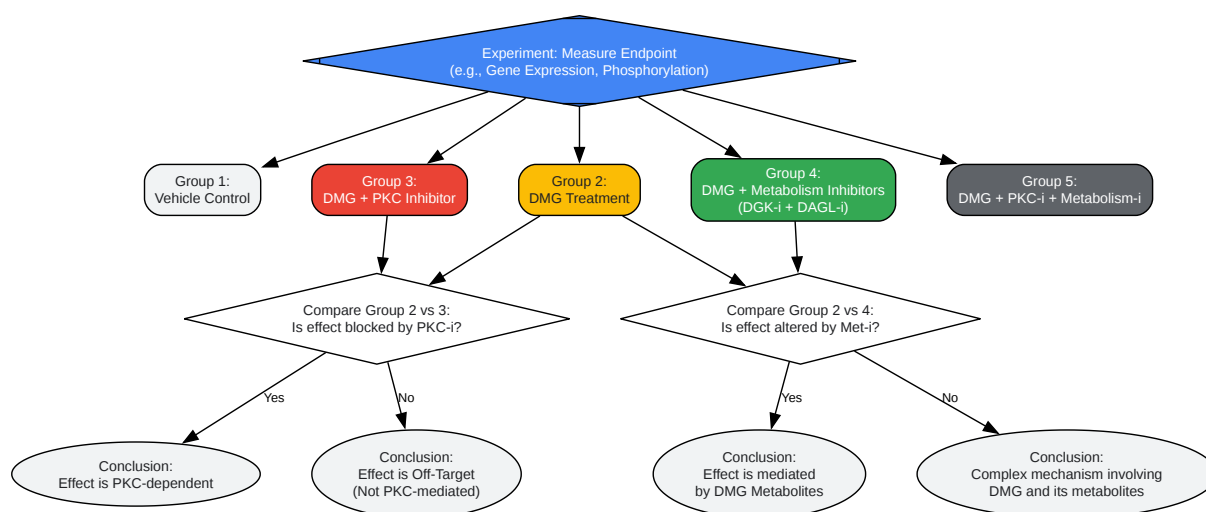 Experiment: Measure Endpoint
(e.g., Gene Expression, Phosphorylation)
Group 1:
Vehicle Control
Group 3:
DMG + PKC Inhibitor
Group 2:
DMG Treatment
Group 4:
DMG + Metabolism Inhibitors
(DGK-i + DAGL-i)
Group 5:
DMG + PKC-i + Metabolism-i
Compare Group 2 vs 3:
Is effect blocked by PKC-i?
Compare Group 2 vs 4:
Is effect altered by Met-i?
Yes
No
Yes
No
Conclusion:
Effect is PKC-dependent
Conclusion:
Effect is Off-Target
(Not PKC-mediated)
Conclusion:
Effect is mediated
by DMG Metabolites
Conclusion:
Complex mechanism involving
DMG and its metabolites